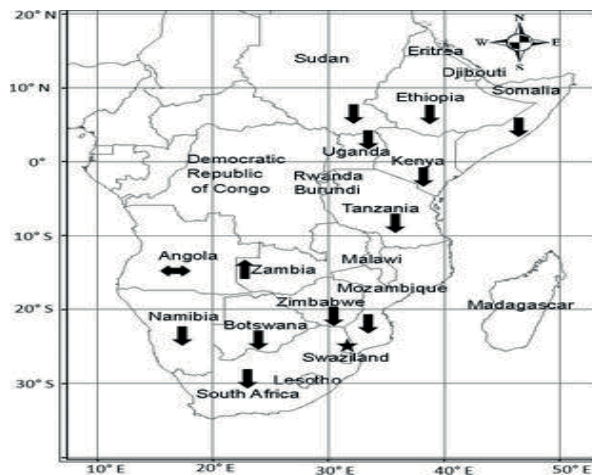 20° N
N
W
E
S
Sudan
Eritrea
Djibouti
10° N
Somalia
Ethiopia
Uganda
0°
Democratic
Republic
of Congo
Kenya
Rwanda
Burundi
Tanzania
10° S
Angola
Malawi
Zambia
Mozambique
20° S
Zimbabwe
Madagascar
Namibia
Botswana
Swaziland
30° S
Lesotho
South Africa
10° E
20° E
30° E
40° E
50° E